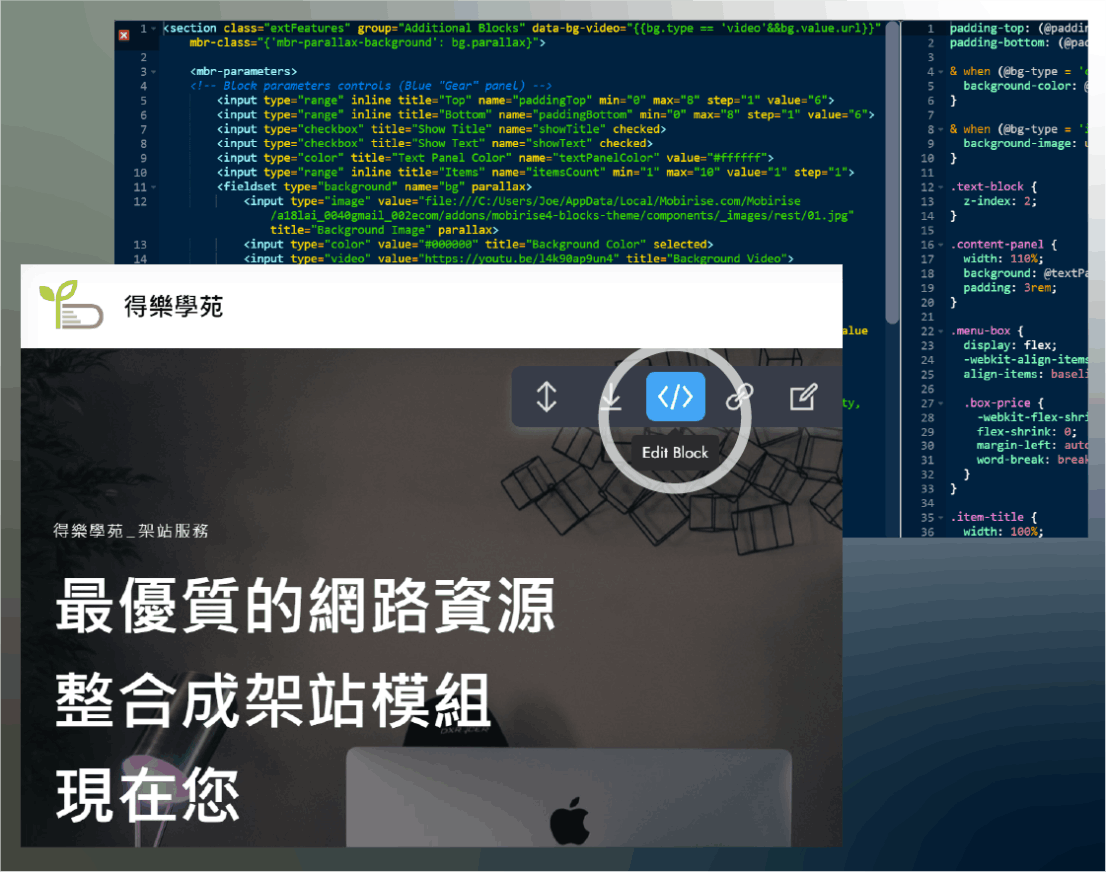 1 <section class="extFeatures" group="Additional Blocks" data-bg-video="{{bg.type == 'video'&&bg.value.url}}"
mbr-class="{'mbr-parallax-background': bg.parallax}">
2
3 <mbr-parameters>
4 <!-- Block parameters controls (Blue "Gear" panel) -->
5 <input type="range" inline title="Top" name="paddingTop" min="0" max="8" step="1" value="6">
6 <input type="range" inline title="Bottom" name="paddingBottom" min="0" max="8" step="1" value="6">
7 <input type="checkbox" title="Show Title" name="showTitle" checked>
8 <input type="checkbox" title="Show Text" name="showText" checked>
9 <input type="color" title="Text Panel Color" name="textPanelColor" value="#ffffff">
10 <input type="range" inline title="Items" name="itemsCount" min="1" max="10" value="1" step="1">
11 <fieldset type="background" name="bg" parallax>
12 <input type="image" value="file:///C:/Users/Joe/AppData/Local/Mobirise.com/Mobirise
/a18lai_0040gmail_002ecom/addons/mobirise4-blocks-theme/components/_images/rest/01.jpg"
title="Background Image" parallax>
13 <input type="color" value="#000000" title="Background Color" selected>
14 <input type="video" value="https://youtu.be/l4k90ap9un4" title="Background Video">
alue
ty,
1 padding-top: (@paddin
2 padding-bottom: (@pad
3
4 & when (@bg-type = 'c
5 background-color: @
6 }
7
8 & when (@bg-type = 'i
9 background-image: u
10 }
11
12 .text-block {
13 z-index: 2;
14 }
15
16 .content-panel {
17 width: 110%;
18 background: @textPa
19 padding: 3rem;
20 }
21
22 .menu-box {
23 display: flex;
24 -webkit-align-items
25 align-items: baseli
26
27 .box-price {
28 -webkit-flex-shri
29 flex-shrink: 0;
30 margin-left: auto
31 word-break: break
32 }
33 }
34
35 .item-title {
36 width: 100%;
得樂學苑
</>
Edit Block
得樂學苑_架站服務
最優質的網路資源
整合成架站模組
現在您